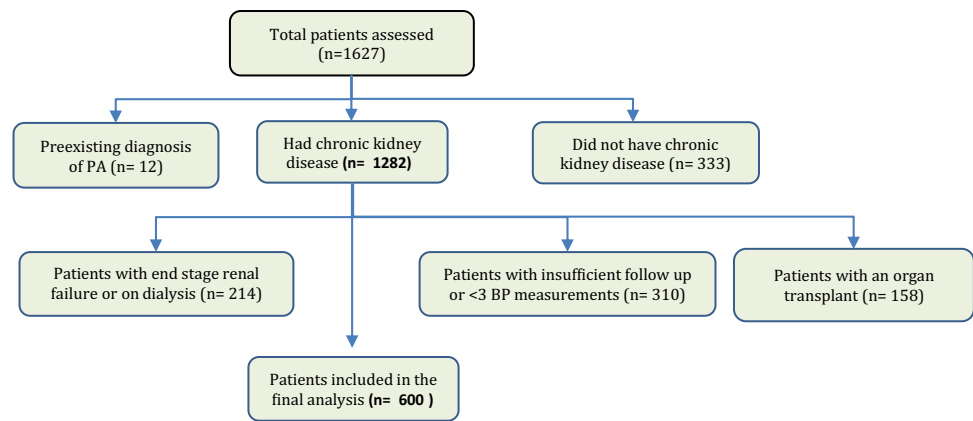 Total patients assessed
(n=1627)
Preexisting diagnosis
of PA (n= 12)
Had chronic kidney
disease (n= 1282)
Did not have chronic
kidney disease (n= 333)
Patients with end stage renal
failure or on dialysis (n= 214)
Patients with insufficient follow up
or <3 BP measurements (n= 310)
Patients with an organ
transplant (n= 158)
Patients included in the
final analysis (n= 600 )